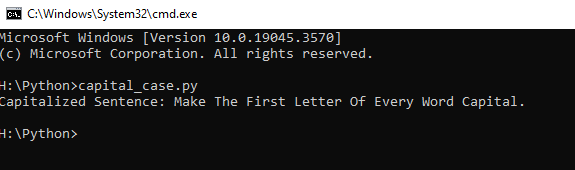 C:\Windows\System32\cmd.exe
Microsoft Windows [Version 10.0.19045.3570]
(c) Microsoft Corporation. All rights reserved.
H:\Python>capital_case.py
Capitalized Sentence: Make The First Letter Of Every Word Capital.
H:\Python>